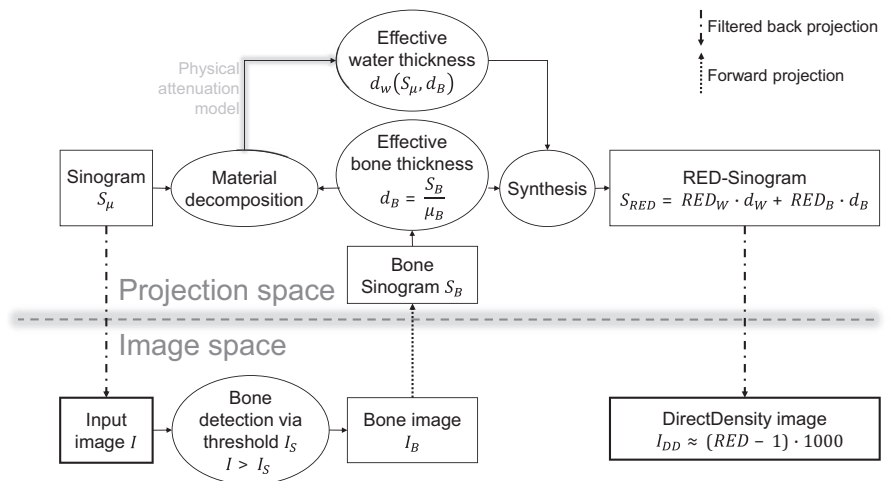 Effective
water thickness
d_w(S_μ, d_B)
Filtered back projection
Forward projection
Physical
attenuation
model
Sinogram
S_μ
Material
decomposition
Effective
bone thickness
d_B = S_B / μ_B
Synthesis
RED-Sinogram
S_RED = RED_W · d_W + RED_B · d_B
Bone
Sinogram S_B
Projection space
Image space
Input
image I
Bone
detection via
threshold I_S
I > I_S
Bone image
I_B
DirectDensity image
I_DD ≈ (RED − 1) · 1000